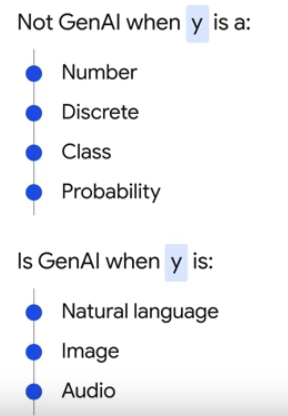 Not GenAI when y is a:
Number
Discrete
Class
Probability
Is GenAI when y is:
Natural language
Image
Audio